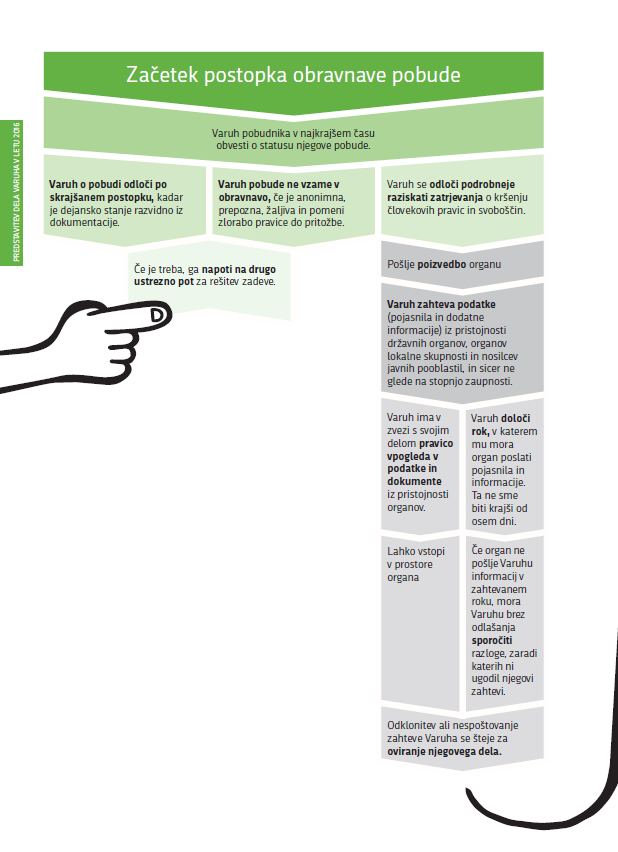 Začetek postopka obravnave pobude
Varuh pobudnika v najkrajšem času
obvesti o statusu njegove pobude.
PREDSTAVITEV DELA VARUHA V LETU 2016
Varuh o pobudi odloči po
skrajšanem postopku, kadar
je dejansko stanje razvidno iz
dokumentacije.
Varuh pobude ne vzame v
obravnavo, če je anonimna,
prepozna, žaljiva in pomeni
zlorabo pravice do pritožbe.
Varuh se odloči podrobneje
raziskati zatrjevanja o kršenju
človekovih pravic in svoboščin.
Če je treba, ga napoti na drugo
ustrezno pot za rešitev zadeve.
Pošlje poizvedbo organu
Varuh zahteva podatke
(pojasnila in dodatne
informacije) iz pristojnosti
državnih organov, organov
lokalne skupnosti in nosilcev
javnih pooblastil, in sicer ne
glede na stopnjo zaupnosti.
Varuh ima v
zvezi s svojim
delom pravico
vpogleda v
podatke in
dokumente
iz pristojnosti
organov.
Varuh določi
rok, v katerem
mu mora
organ poslati
pojasnila in
informacije.
Ta ne sme
biti krajši od
osem dni.
Lahko vstopi
v prostore
organa
Če organ ne
pošlje Varuhu
informacij v
zahtevanem
roku, mora
Varuhu brez
odlašanja
sporočiti
razloge, zaradi
katerih ni
ugodil njegovi
zahtevi.
Odklonitev ali nespoštovanje
zahteve Varuha se šteje za
oviranje njegovega dela.